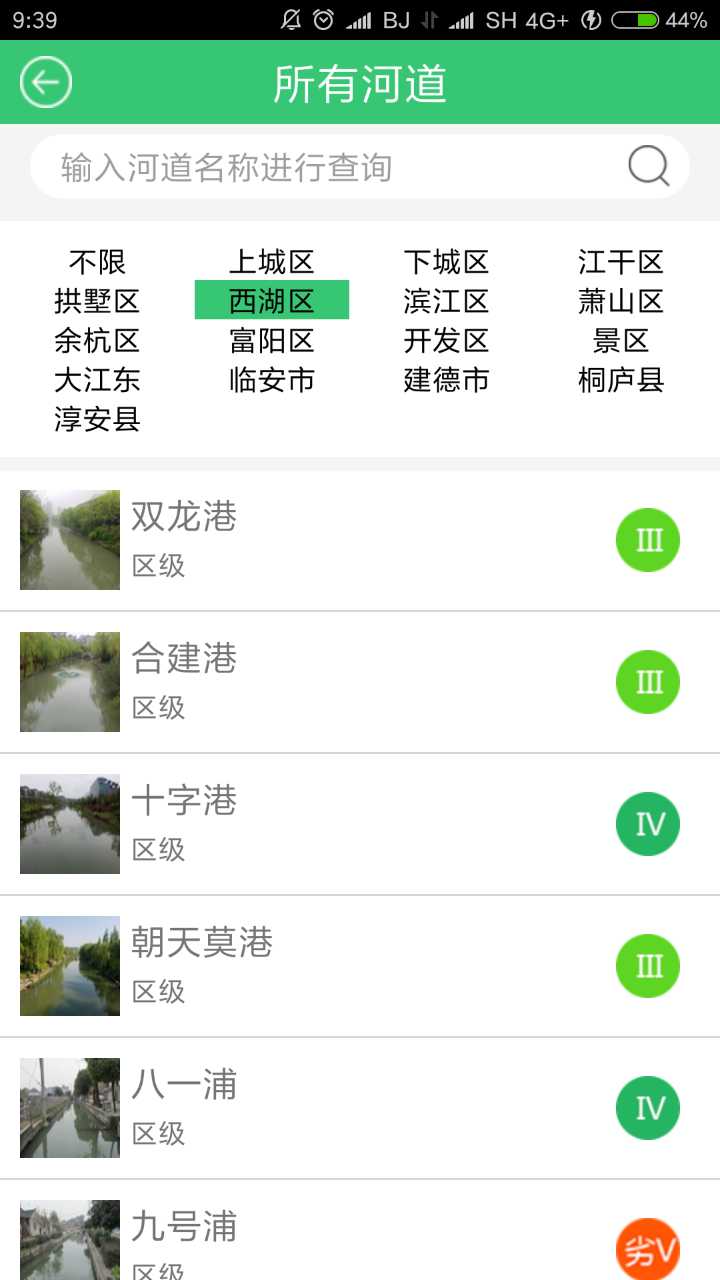 9:39 BJ SH 4G+ 44%
所有河道
输入河道名称进行查询
不限 上城区 下城区 江干区
拱墅区 西湖区 滨江区 萧山区
余杭区 富阳区 开发区 景区
大江东 临安市 建德市 桐庐县
淳安县
双龙港
区级
III
合建港
区级
III
十字港
区级
IV
朝天莫港
区级
III
八一浦
区级
IV
九号浦
区级
劣V